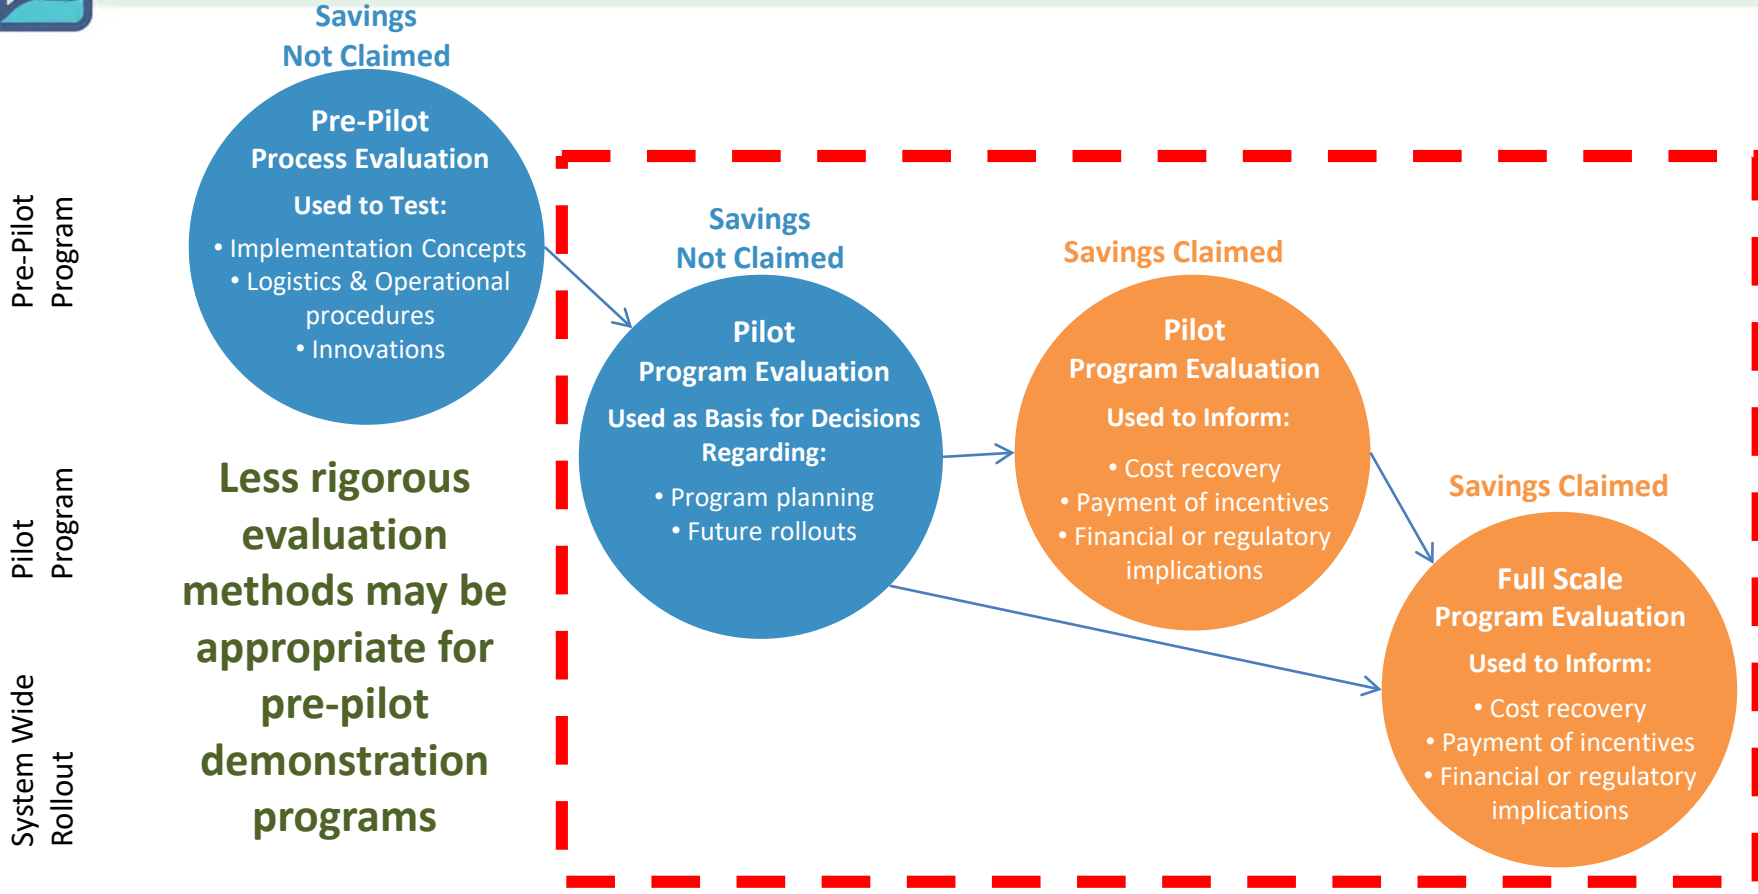 Savings
Not Claimed
Pre-Pilot
Process Evaluation
Used to Test:
• Implementation Concepts
• Logistics & Operational
procedures
• Innovations
Pre-Pilot
Program
Savings
Not Claimed
Pilot
Program Evaluation
Used as Basis for Decisions
Regarding:
• Program planning
• Future rollouts
Savings Claimed
Pilot
Program Evaluation
Used to Inform:
• Cost recovery
• Payment of incentives
• Financial or regulatory
implications
Pilot
Program
Less rigorous
evaluation
methods may be
appropriate for
pre-pilot
demonstration
programs
Savings Claimed
Full Scale
Program Evaluation
Used to Inform:
• Cost recovery
• Payment of incentives
• Financial or regulatory
implications
System Wide
Rollout